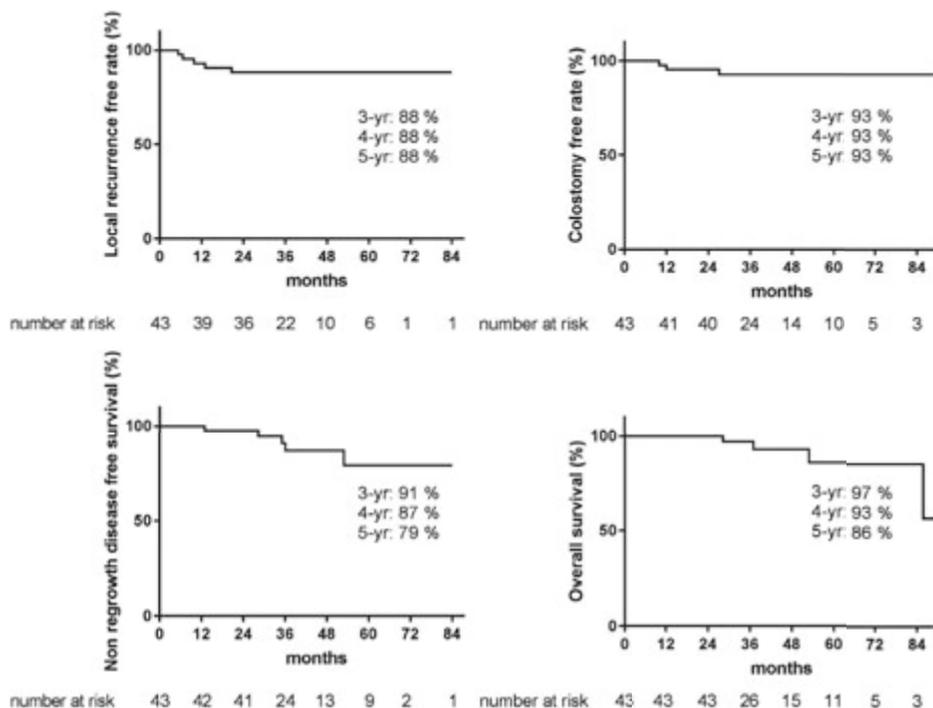 Local recurrence free rate (%)
100
50
0
3-yr: 88 %
4-yr: 88 %
5-yr: 88 %
0 12 24 36 48 60 72 84
months
number at risk 43 39 36 22 10 6 1 1
Colostomy free rate (%)
100
50
0
3-yr: 93 %
4-yr: 93 %
5-yr: 93 %
0 12 24 36 48 60 72 84
months
number at risk 43 41 40 24 14 10 5 3
Non regrowth disease free survival (%)
100
50
0
3-yr: 91 %
4-yr: 87 %
5-yr: 79 %
0 12 24 36 48 60 72 84
months
number at risk 43 42 41 24 13 9 2 1
Overall survival (%)
100
50
0
3-yr: 97 %
4-yr: 93 %
5-yr: 86 %
0 12 24 36 48 60 72 84
months
number at risk 43 43 43 26 15 11 5 3